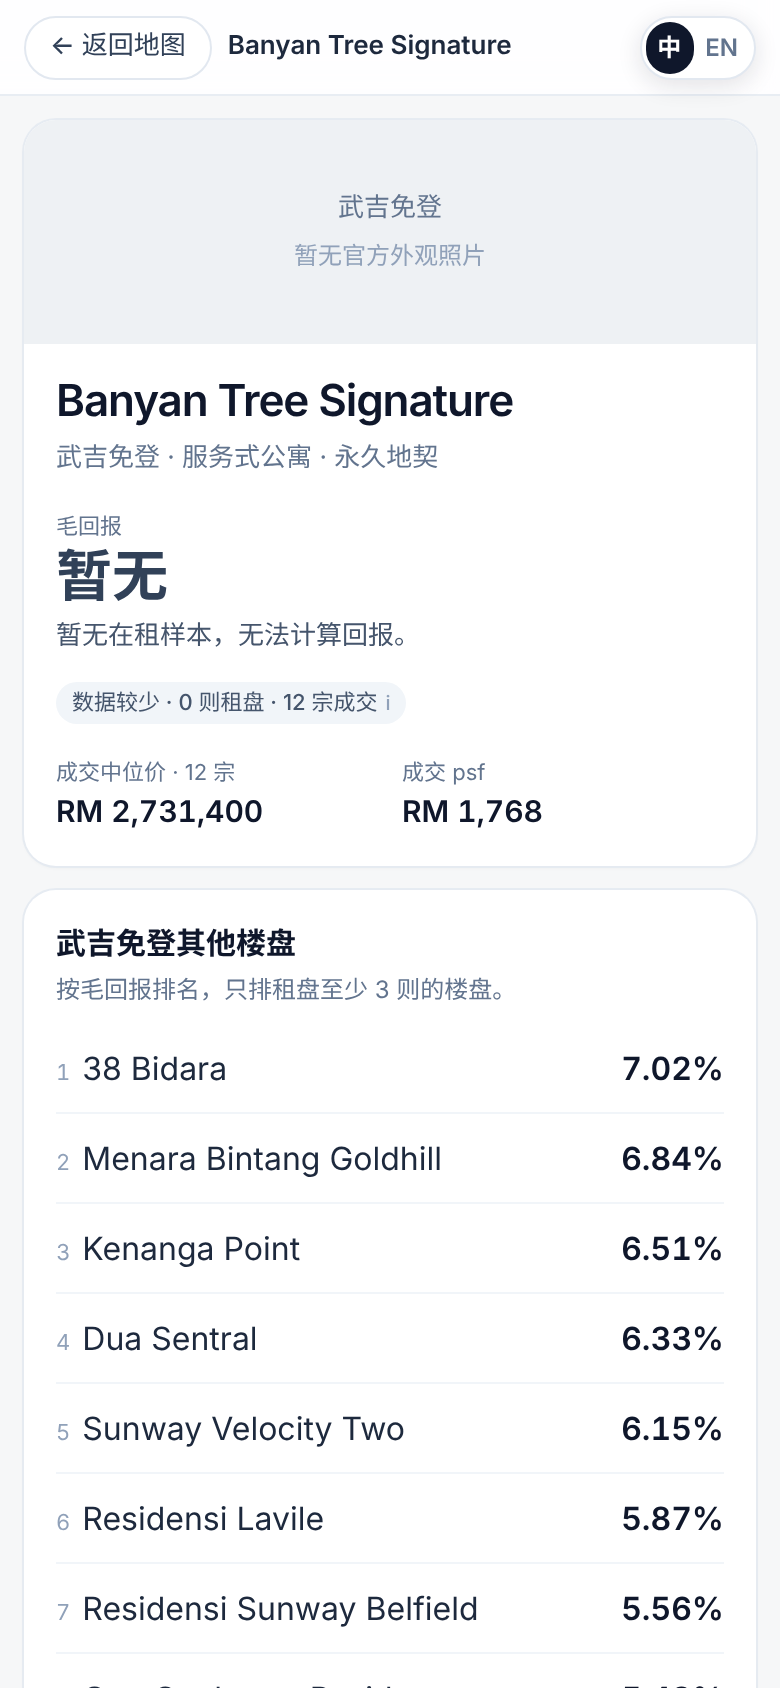 ← 返回地图
Banyan Tree Signature
中 EN
武吉免登
暂无官方外观照片
Banyan Tree Signature
武吉免登 · 服务式公寓 · 永久地契
毛回报
暂无
暂无在租样本，无法计算回报。
数据较少 · 0 则租盘 · 12 宗成交 i
成交中位价 · 12 宗
RM 2,731,400
成交 psf
RM 1,768
武吉免登其他楼盘
按毛回报排名，只排租盘至少 3 则的楼盘。
1 38 Bidara 7.02%
2 Menara Bintang Goldhill 6.84%
3 Kenanga Point 6.51%
4 Dua Sentral 6.33%
5 Sunway Velocity Two 6.15%
6 Residensi Lavile 5.87%
7 Residensi Sunway Belfield 5.56%